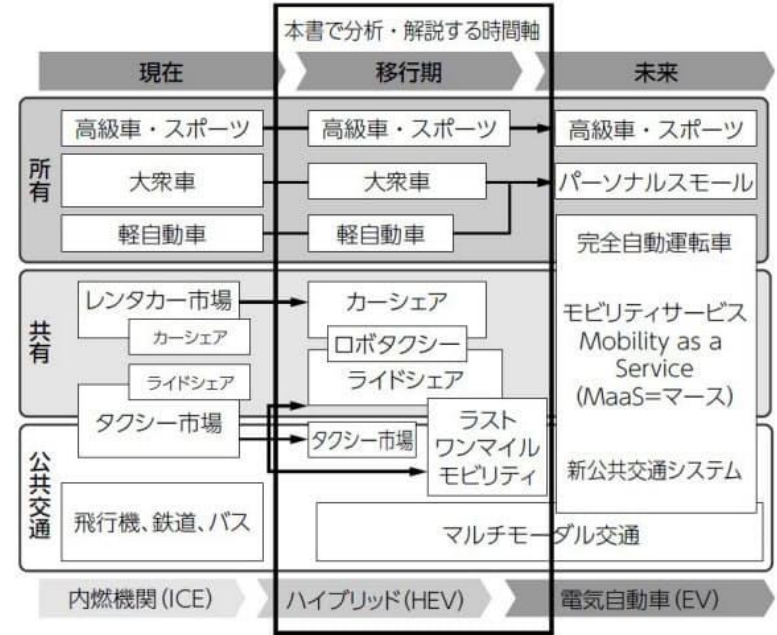 本書で分析・解説する時間軸
現在
移行期
未来
所有
高級車・スポーツ
高級車・スポーツ
高級車・スポーツ
大衆車
大衆車
パーソナルスモール
軽自動車
軽自動車
完全自動運転車
共有
レンタカー市場
カーシェア
カーシェア
ロボタクシー
ライドシェア
ライドシェア
モビリティサービス
Mobility as a
Service
(MaaS=マース)
公共交通
タクシー市場
タクシー市場
ラスト
ワンマイル
モビリティ
新公共交通システム
飛行機、鉄道、バス
マルチモーダル交通
内燃機関(ICE)
ハイブリッド(HEV)
電気自動車(EV)